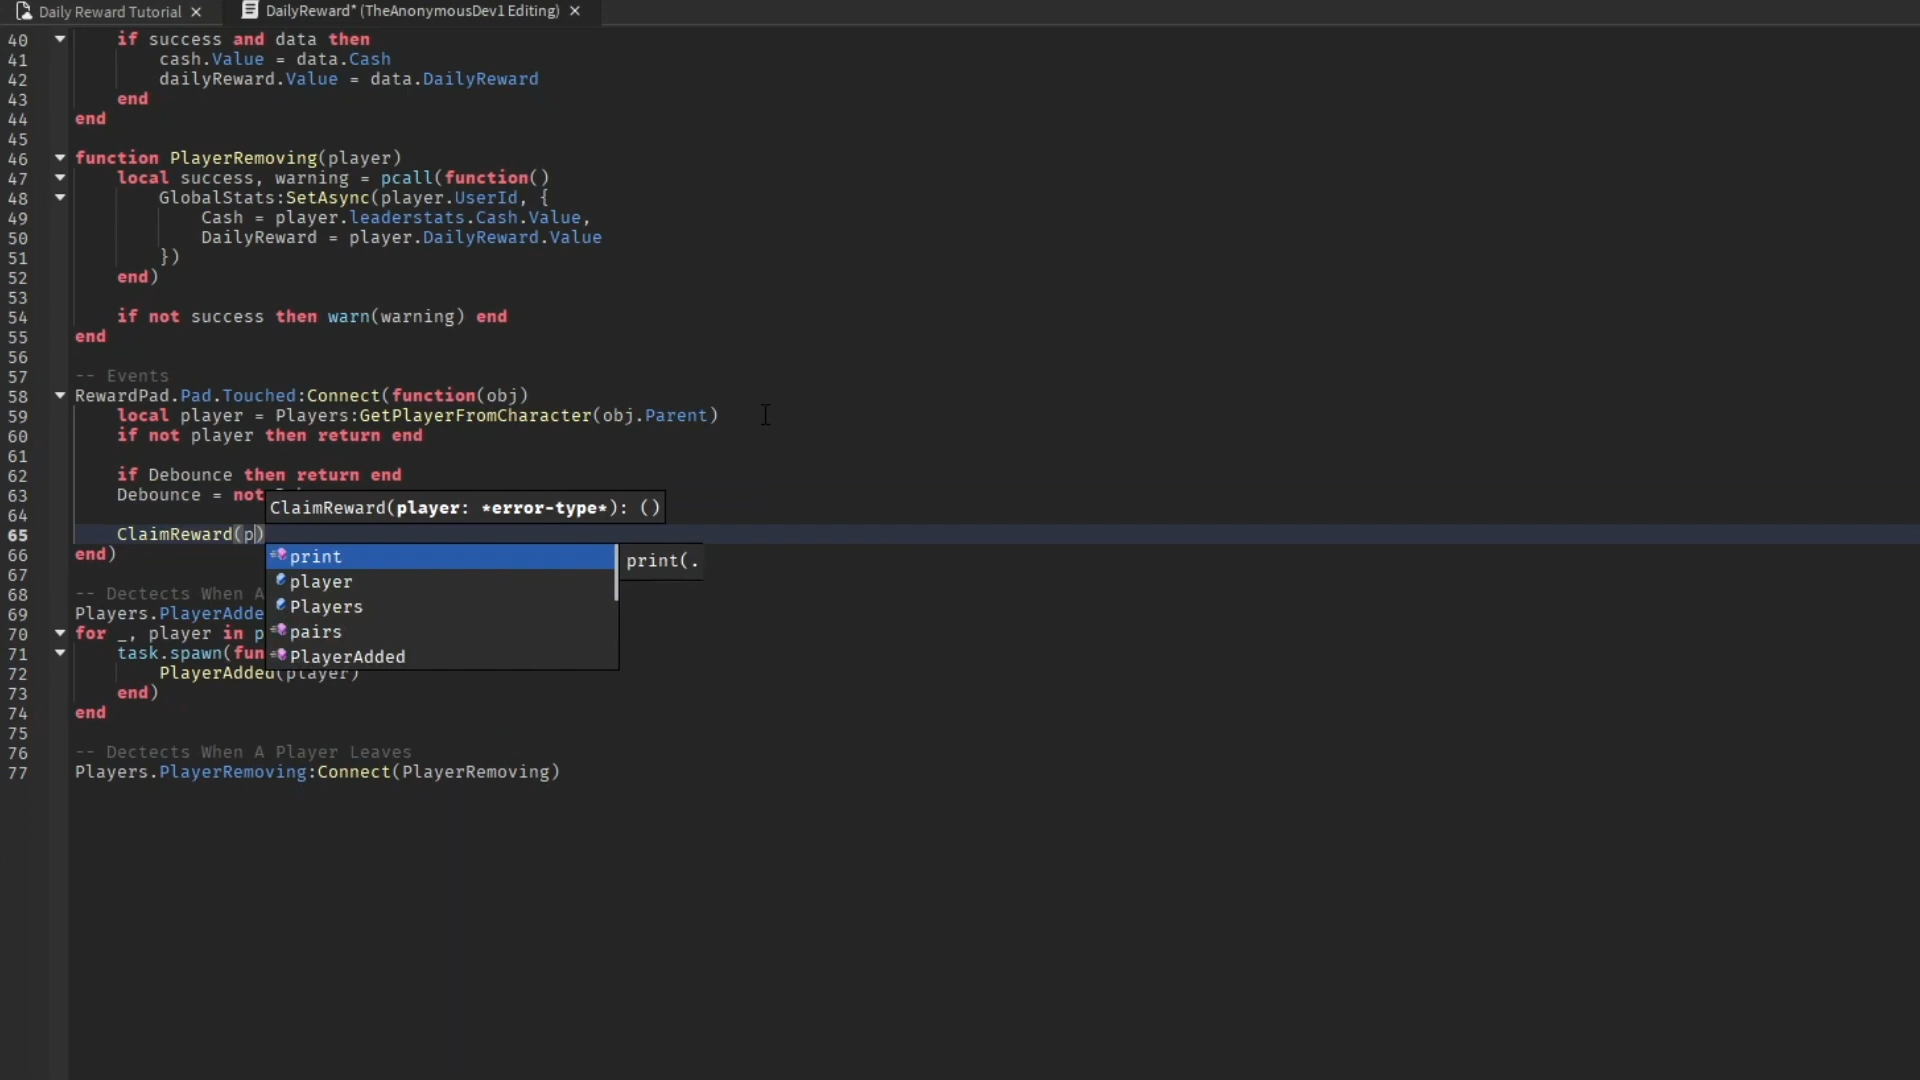 Daily Reward Tutorial ×
DailyReward* (TheAnonymousDev1 Editing) ×
40 if success and data then
41 cash.Value = data.Cash
42 dailyReward.Value = data.DailyReward
43 end
44 end
45
46 function PlayerRemoving(player)
47 local success, warning = pcall(function()
48 GlobalStats:SetAsync(player.UserId, {
49 Cash = player.leaderstats.Cash.Value,
50 DailyReward = player.DailyReward.Value
51 })
52 end)
53
54 if not success then warn(warning) end
55 end
56
57 -- Events
58 RewardPad.Pad.Touched:Connect(function(obj)
59 local player = Players:GetPlayerFromCharacter(obj.Parent)
60 if not player then return end
61
62 if Debounce then return end
63 Debounce = not
ClaimReward(player: *error-type*): ()
64
65 ClaimReward(p)
66 end)
print
print(.
player
Players
pairs
PlayerAdded
67
68 -- Dectects When A
69 Players.PlayerAdde
70 for _, player in p
71 task.spawn(fun
72 PlayerAdded(player)
73 end)
74 end
75
76 -- Dectects When A Player Leaves
77 Players.PlayerRemoving:Connect(PlayerRemoving)